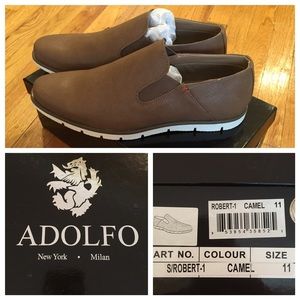 ADOLFO
New York • Milan
ROBERT-1 CAMEL 11
ART NO. COLOUR SIZE
S/ROBERT-1 CAMEL 11